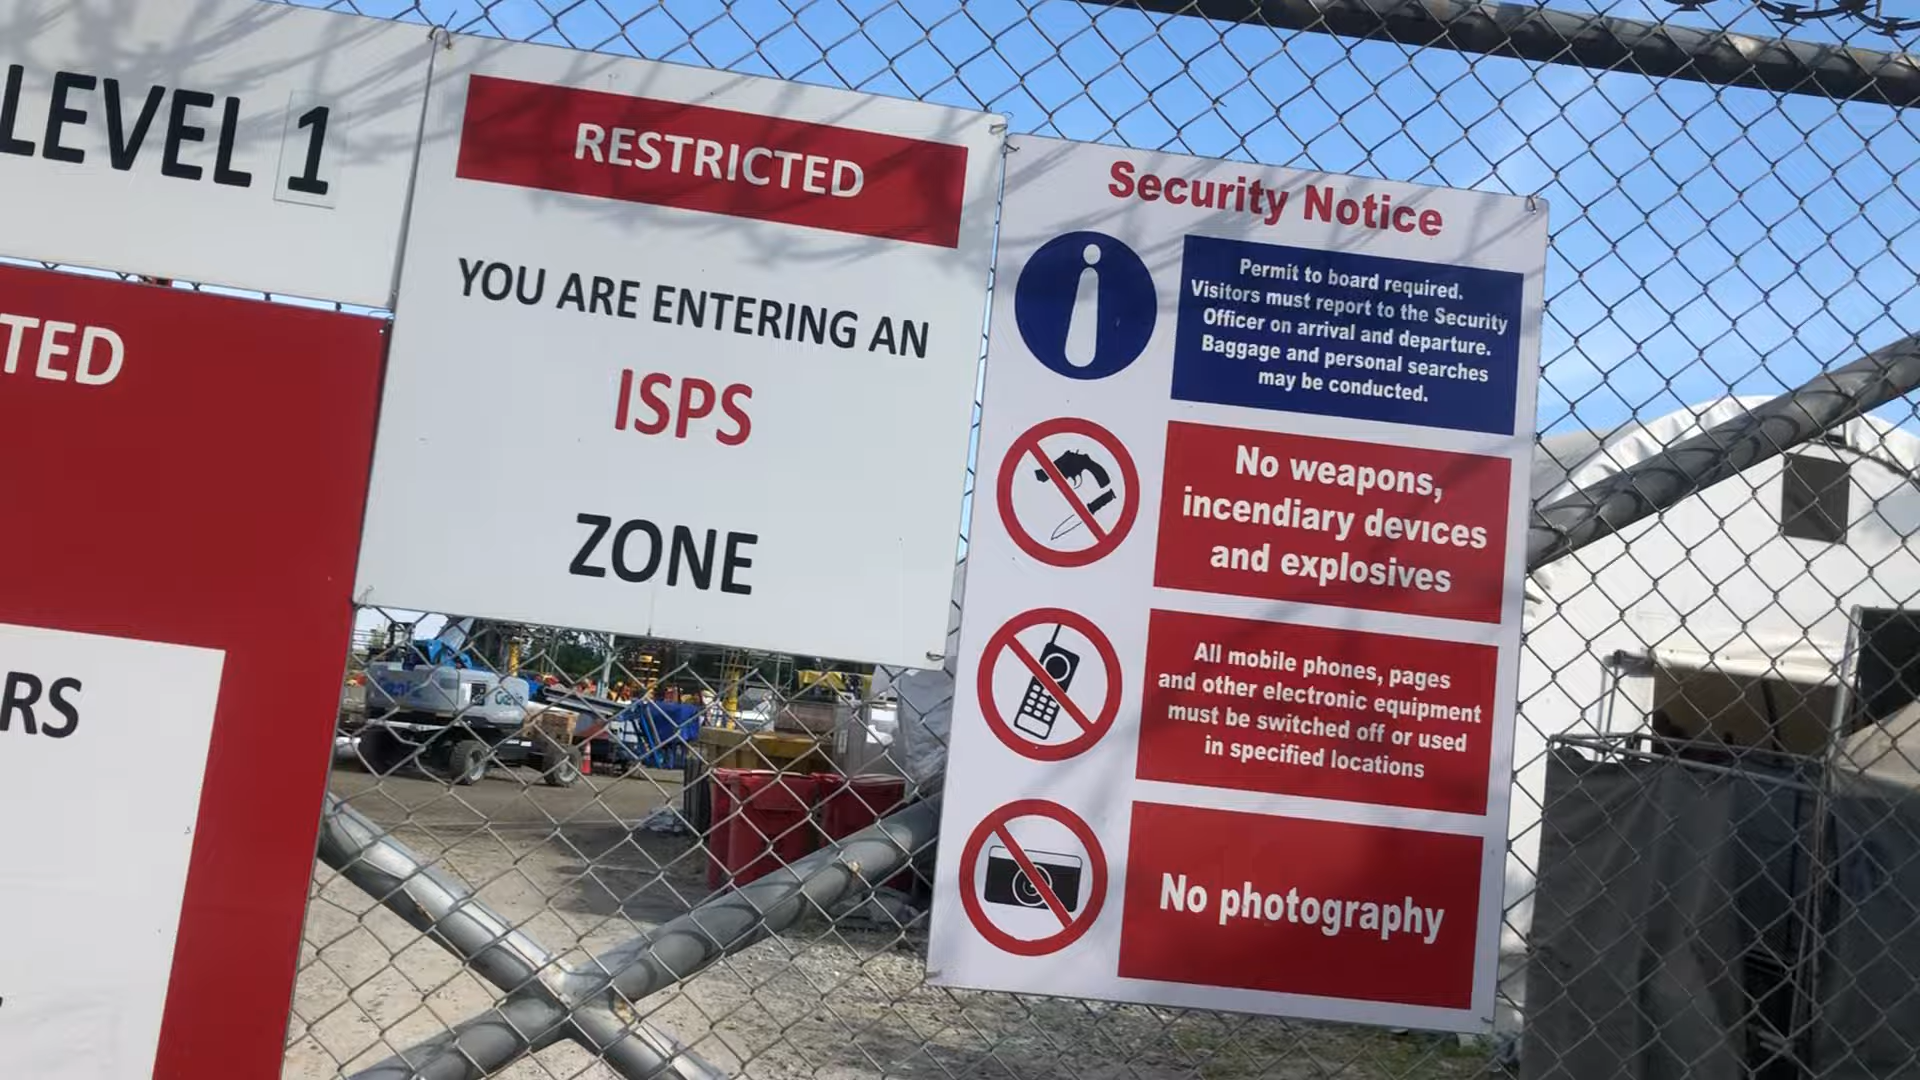 LEVEL 1
TED
RS
RESTRICTED
YOU ARE ENTERING AN
ISPS
ZONE
Security Notice
Permit to board required.
Visitors must report to the Security
Officer on arrival and departure.
Baggage and personal searches
may be conducted.
No weapons,
incendiary devices
and explosives
All mobile phones, pages
and other electronic equipment
must be switched off or used
in specified locations
No photography
Genie
Genie